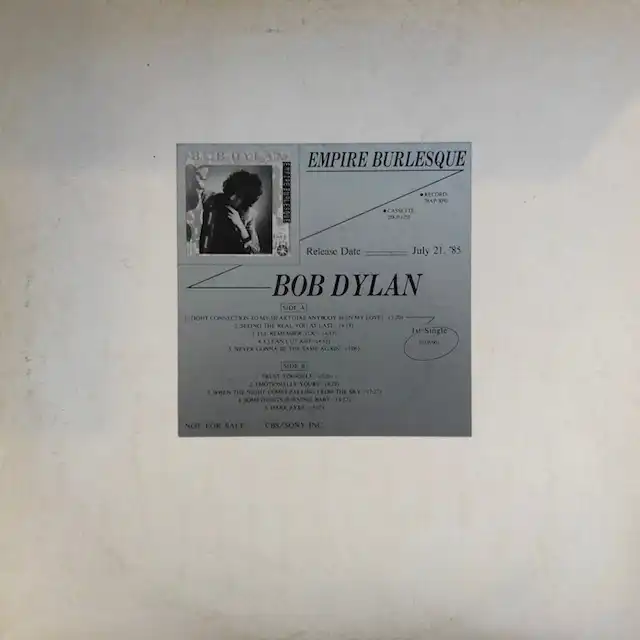 BOB DYLAN
EMPIRE BURLESQUE
● RECORD
● CASSETTE
Release Date July 21, '85
BOB DYLAN
SIDE A
1. TIGHT CONNECTION TO MY HEART (HAS ANYBODY SEEN MY LOVE)
2. SEEING THE REAL YOU AT LAST
3. I'LL REMEMBER YOU
4. CLEAN CUT KID
5. NEVER GONNA BE THE SAME AGAIN
1st Single
SIDE B
TRUST YOURSELF
2. EMOTIONALLY YOURS
3. WHEN THE NIGHT COMES FALLING FROM THE SKY
4. SOMETHING'S BURNING, BABY
5. DARK EYES
NOT FOR SALE CBS/SONY INC.